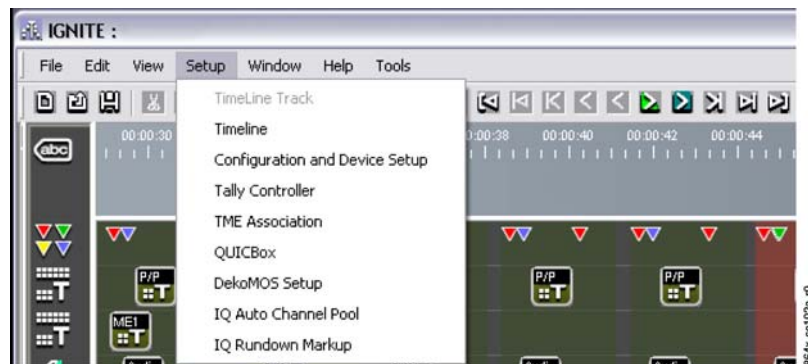 IGNITE :
File Edit View Setup Window Help Tools
abc
00:00:30
0:00:38 00:00:40 00:00:42 00:00:44
TimeLine Track
Timeline
Configuration and Device Setup
Tally Controller
TME Association
QUICBox
DekoMOS Setup
IQ Auto Channel Pool
IQ Rundown Markup
P/P
T
P/P
T
P/P
T
T
ME1
T
T